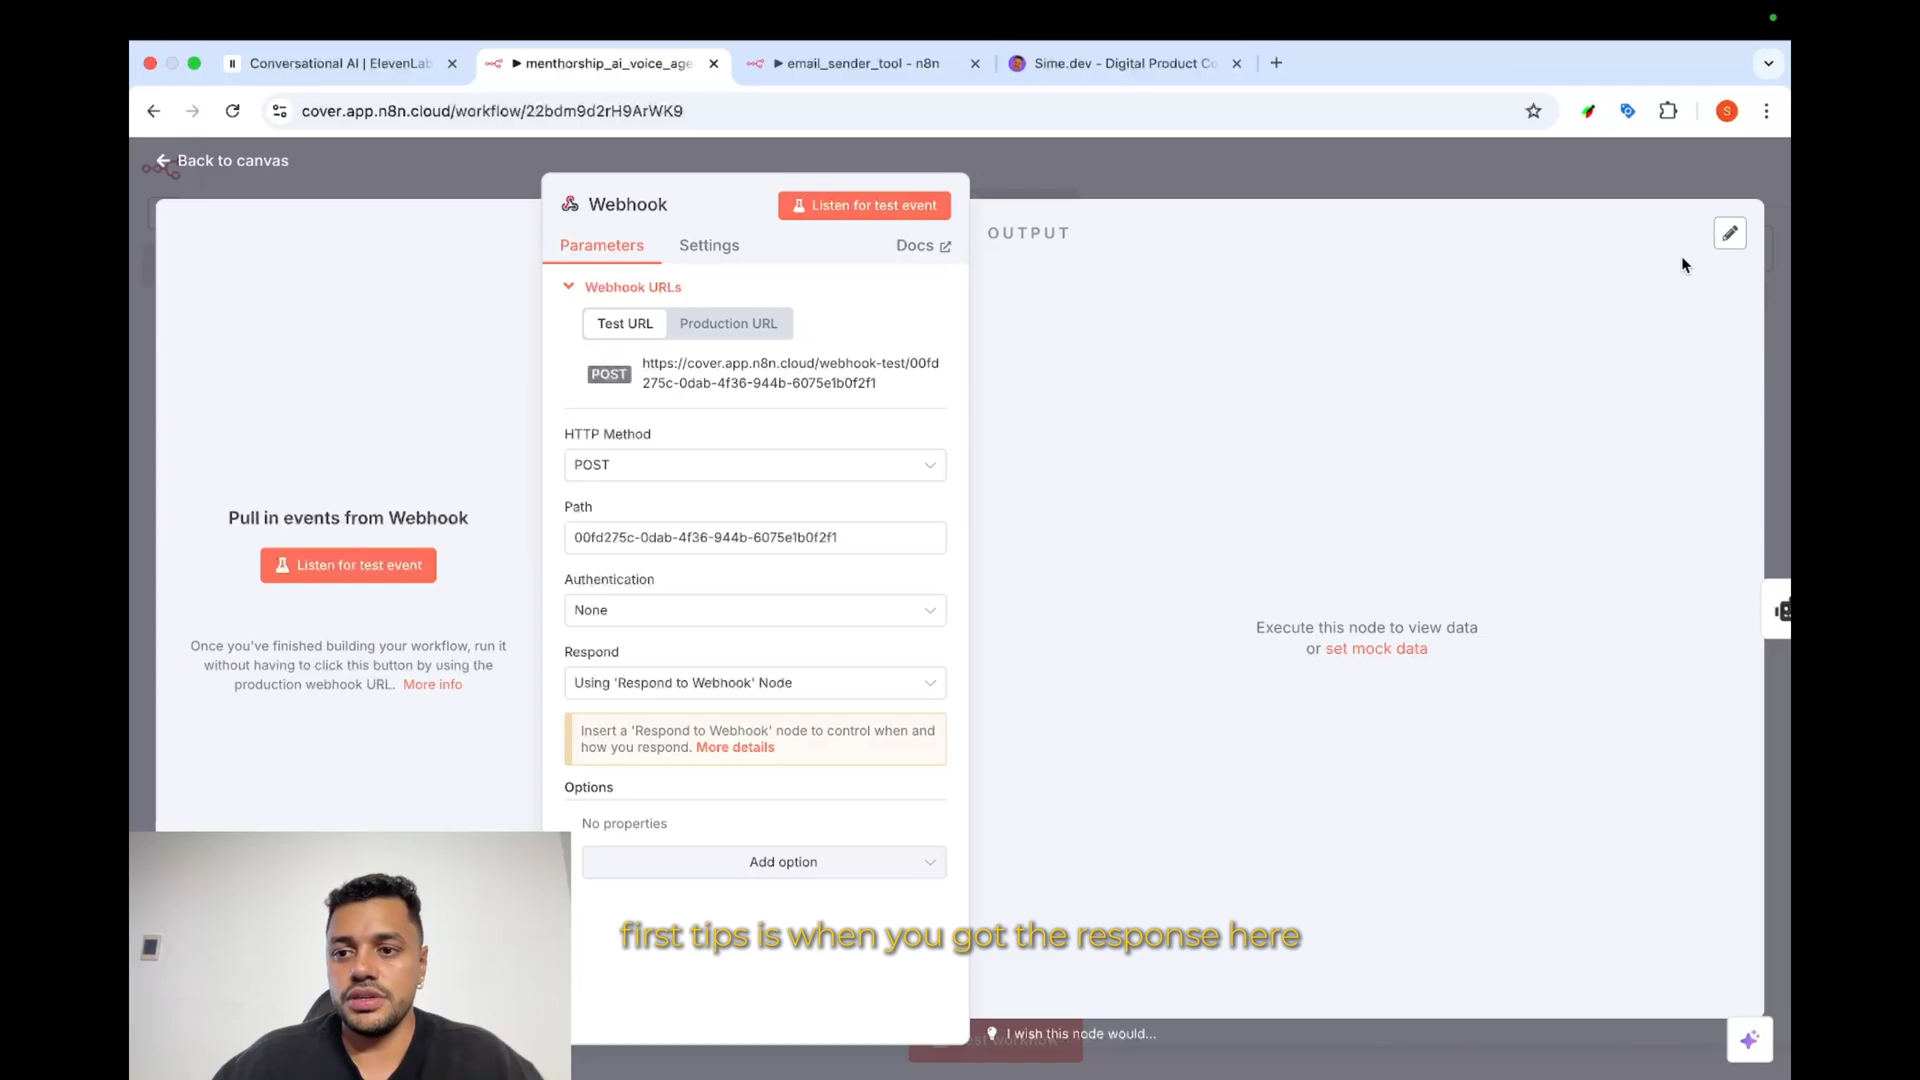 Conversational AI | ElevenLab
menthorship_ai_voice_age
email_sender_tool - n8n
Sime.dev - Digital Product Co
cover.app.n8n.cloud/workflow/22bdm9d2rH9ArWK9
S
Back to canvas
Webhook
Listen for test event
Parameters
Settings
Docs
OUTPUT
Webhook URLs
Test URL
Production URL
POST
https://cover.app.n8n.cloud/webhook-test/00fd
275c-0dab-4f36-944b-6075e1b0f2f1
HTTP Method
POST
Path
00fd275c-0dab-4f36-944b-6075e1b0f2f1
Authentication
None
Respond
Using 'Respond to Webhook' Node
Insert a 'Respond to Webhook' node to control when and
how you respond. More details
Options
No properties
Add option
Pull in events from Webhook
Listen for test event
Once you've finished building your workflow, run it
without having to click this button by using the
production webhook URL. More info
Execute this node to view data
or set mock data
first tips is when you got the response here
I wish this node would...